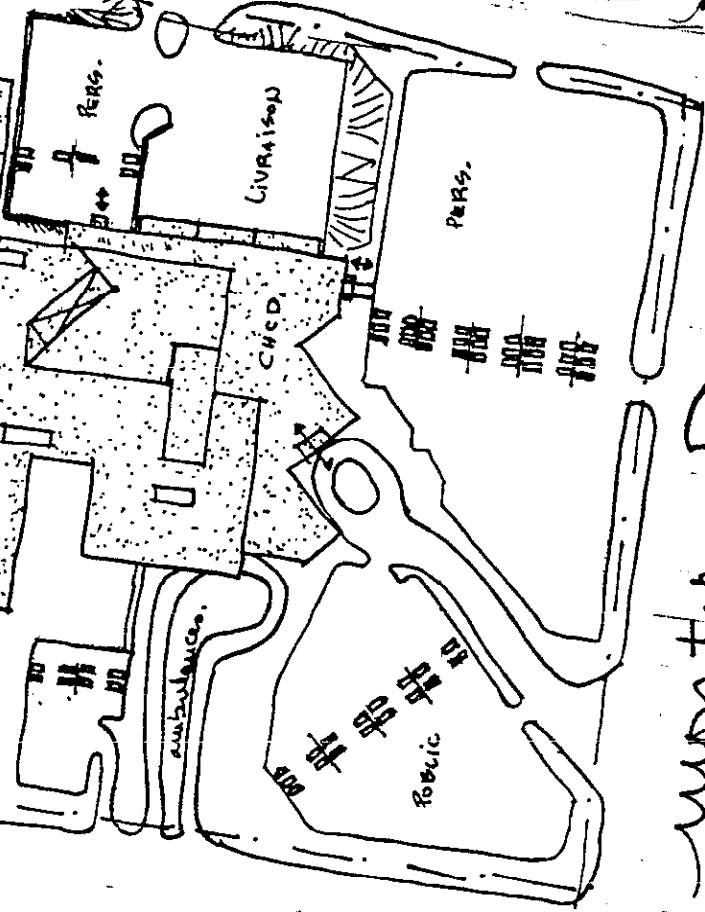 PERS.
LIVRAISON
PERS.
CHCD
ambulances.
PUBLIC